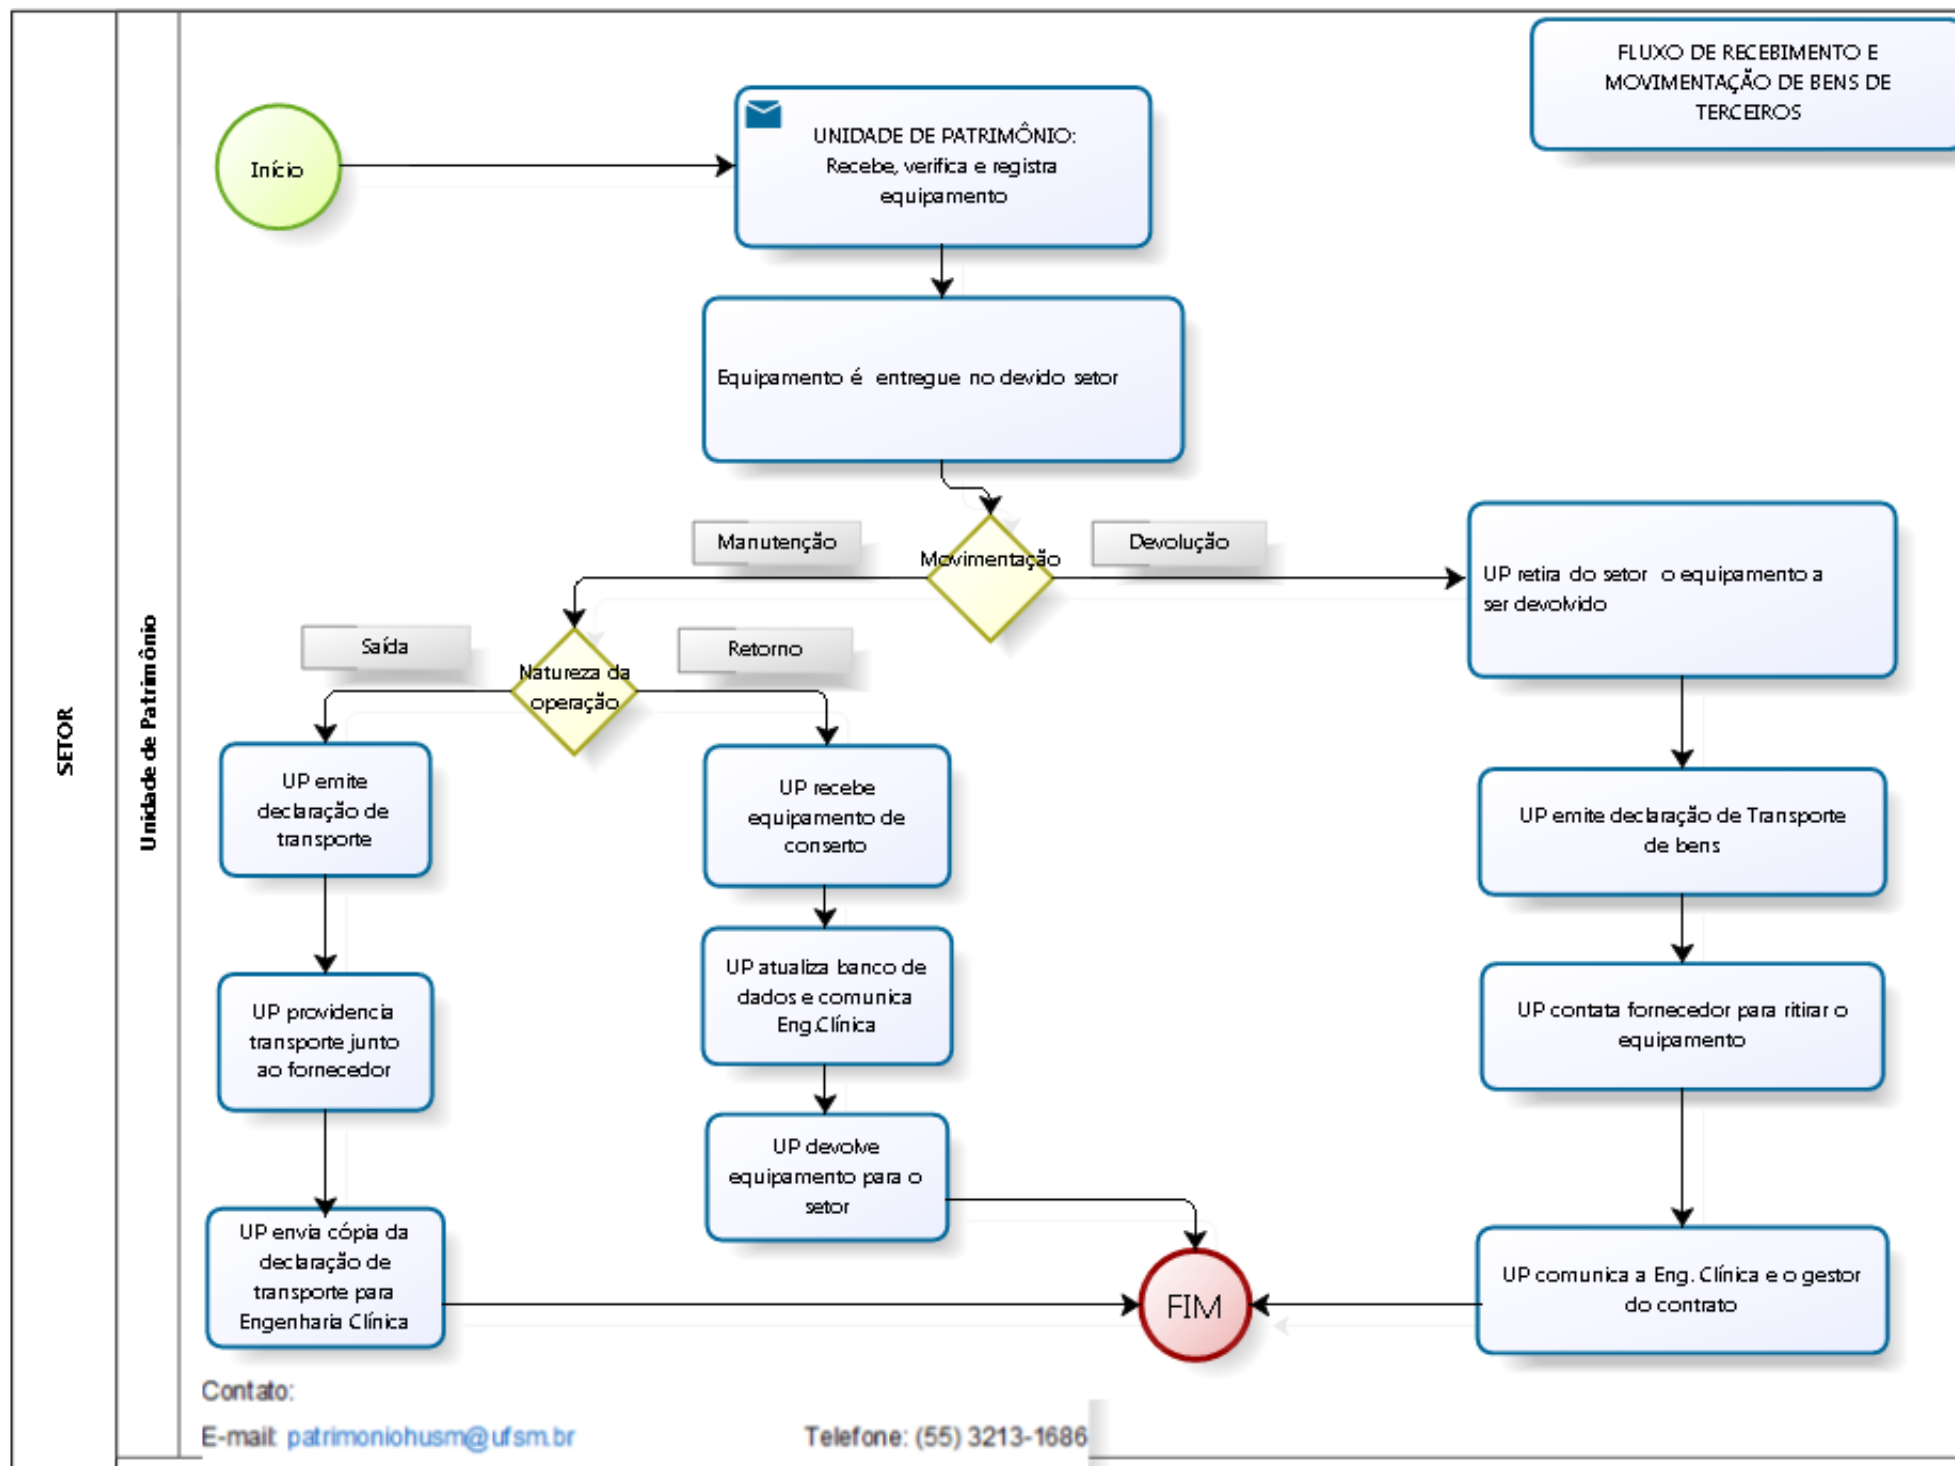 FLUXO DE RECEBIMENTO E
MOVIMENTAÇÃO DE BENS DE
TERCEIROS
SETOR
Unidade de Patrimônio
Início
UNIDADE DE PATRIMÔNIO:
Recebe, verifica e registra
equipamento
Equipamento é entregue no devido setor
Movimentação
Manutenção
Devolução
Natureza da
operação
Saída
Retorno
UP emite
declaração de
transporte
UP providencia
transporte junto
ao fornecedor
UP envia cópia da
declaração de
transporte para
Engenharia Clínica
UP recebe
equipamento de
conserto
UP atualiza banco de
dados e comunica
Eng.Clínica
UP devolve
equipamento para o
setor
UP retira do setor o equipamento a
ser devolvido
UP emite declaração de Transporte
de bens
UP contata fornecedor para ritirar o
equipamento
UP comunica a Eng. Clínica e o gestor
do contrato
FIM
Contato:
E-mail: patrimoniohusm@ufsm.br
Telefone: (55) 3213-1686